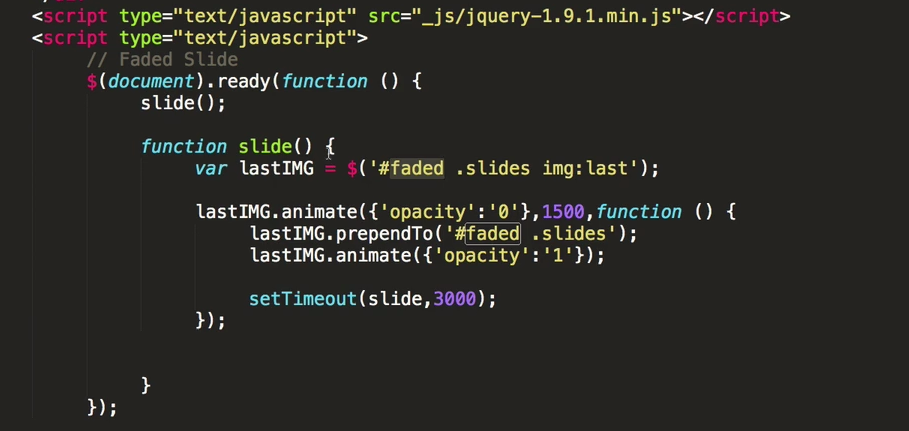 <script type="text/javascript" src="_js/jquery-1.9.1.min.js"></script>
<script type="text/javascript">
// Faded Slide
$(document).ready(function () {
slide();
function slide() {
var lastIMG = $('#faded .slides img:last');
lastIMG.animate({'opacity':'0'},1500,function () {
lastIMG.prependTo('#faded .slides');
lastIMG.animate({'opacity':'1'});
setTimeout(slide,3000);
});
}
});